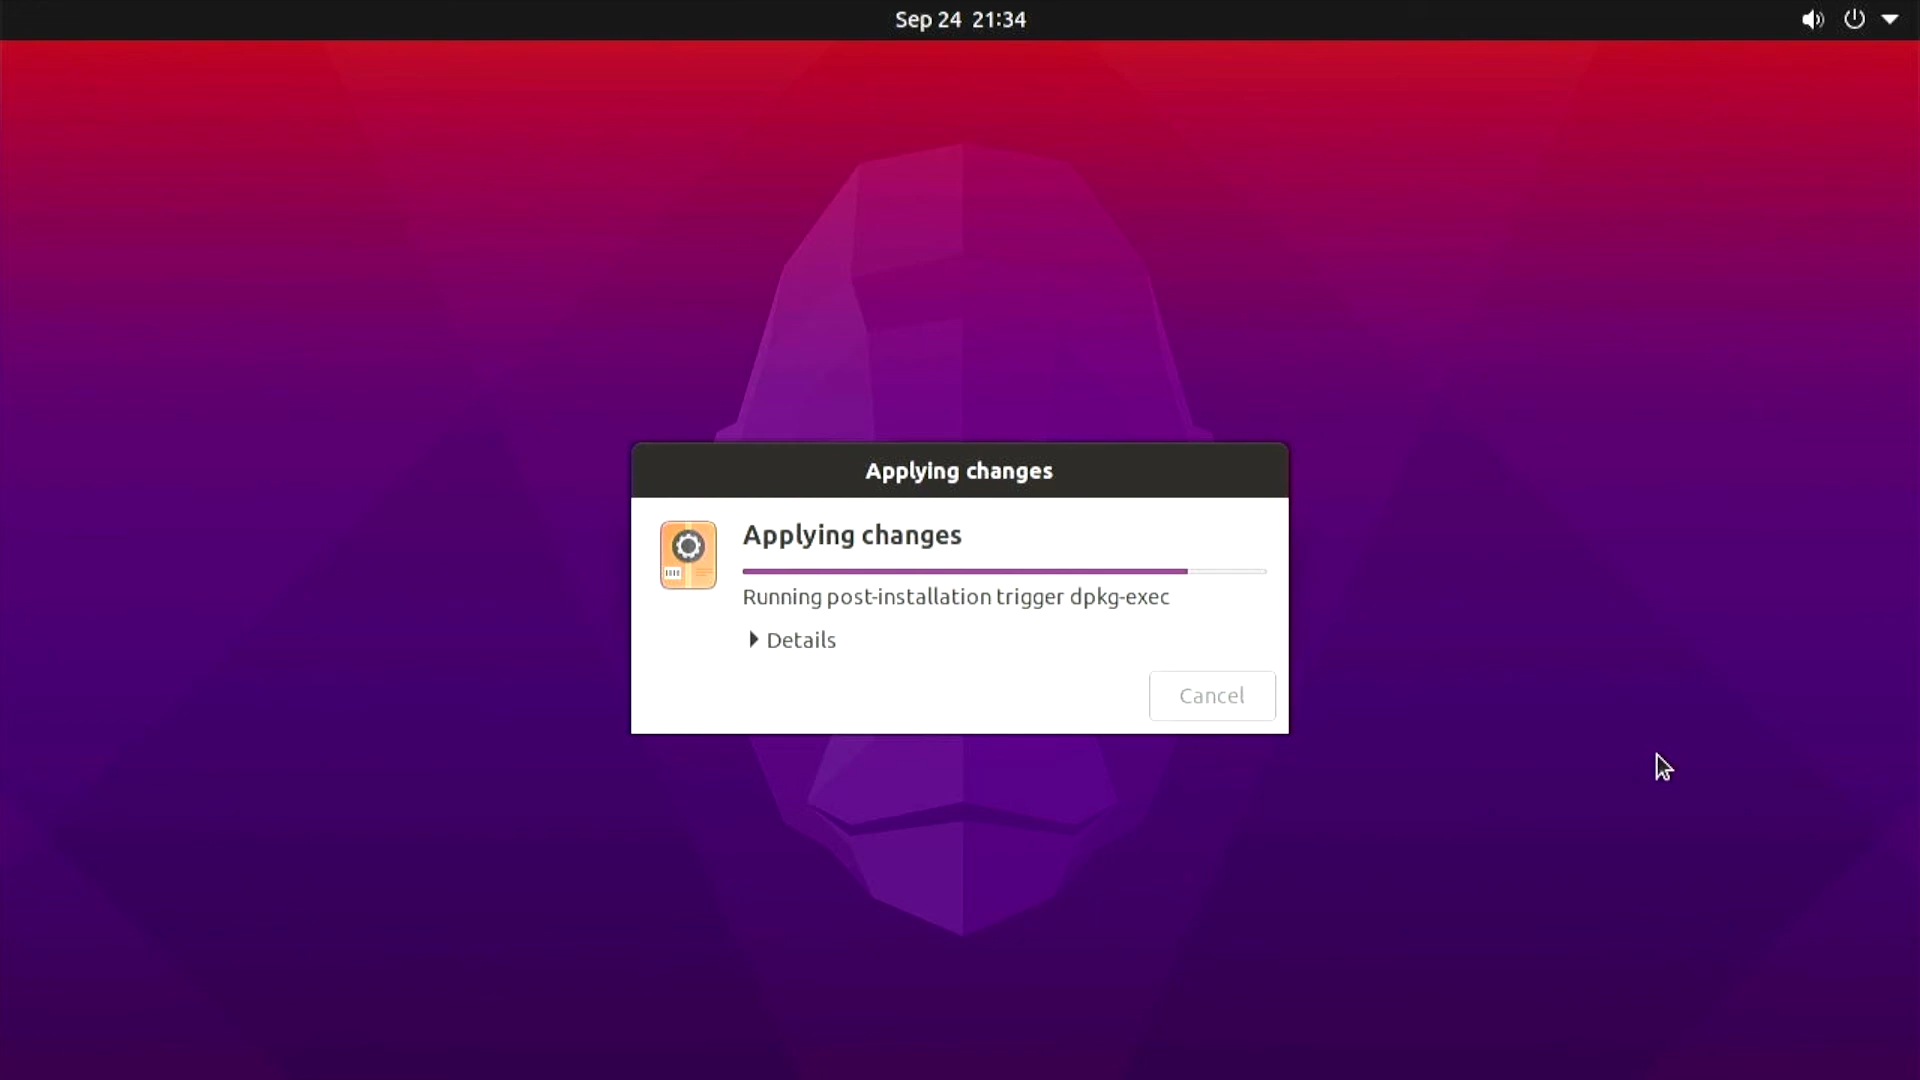 Sep 24 21:34
Applying changes
Applying changes
Running post-installation trigger dpkg-exec
Details
Cancel